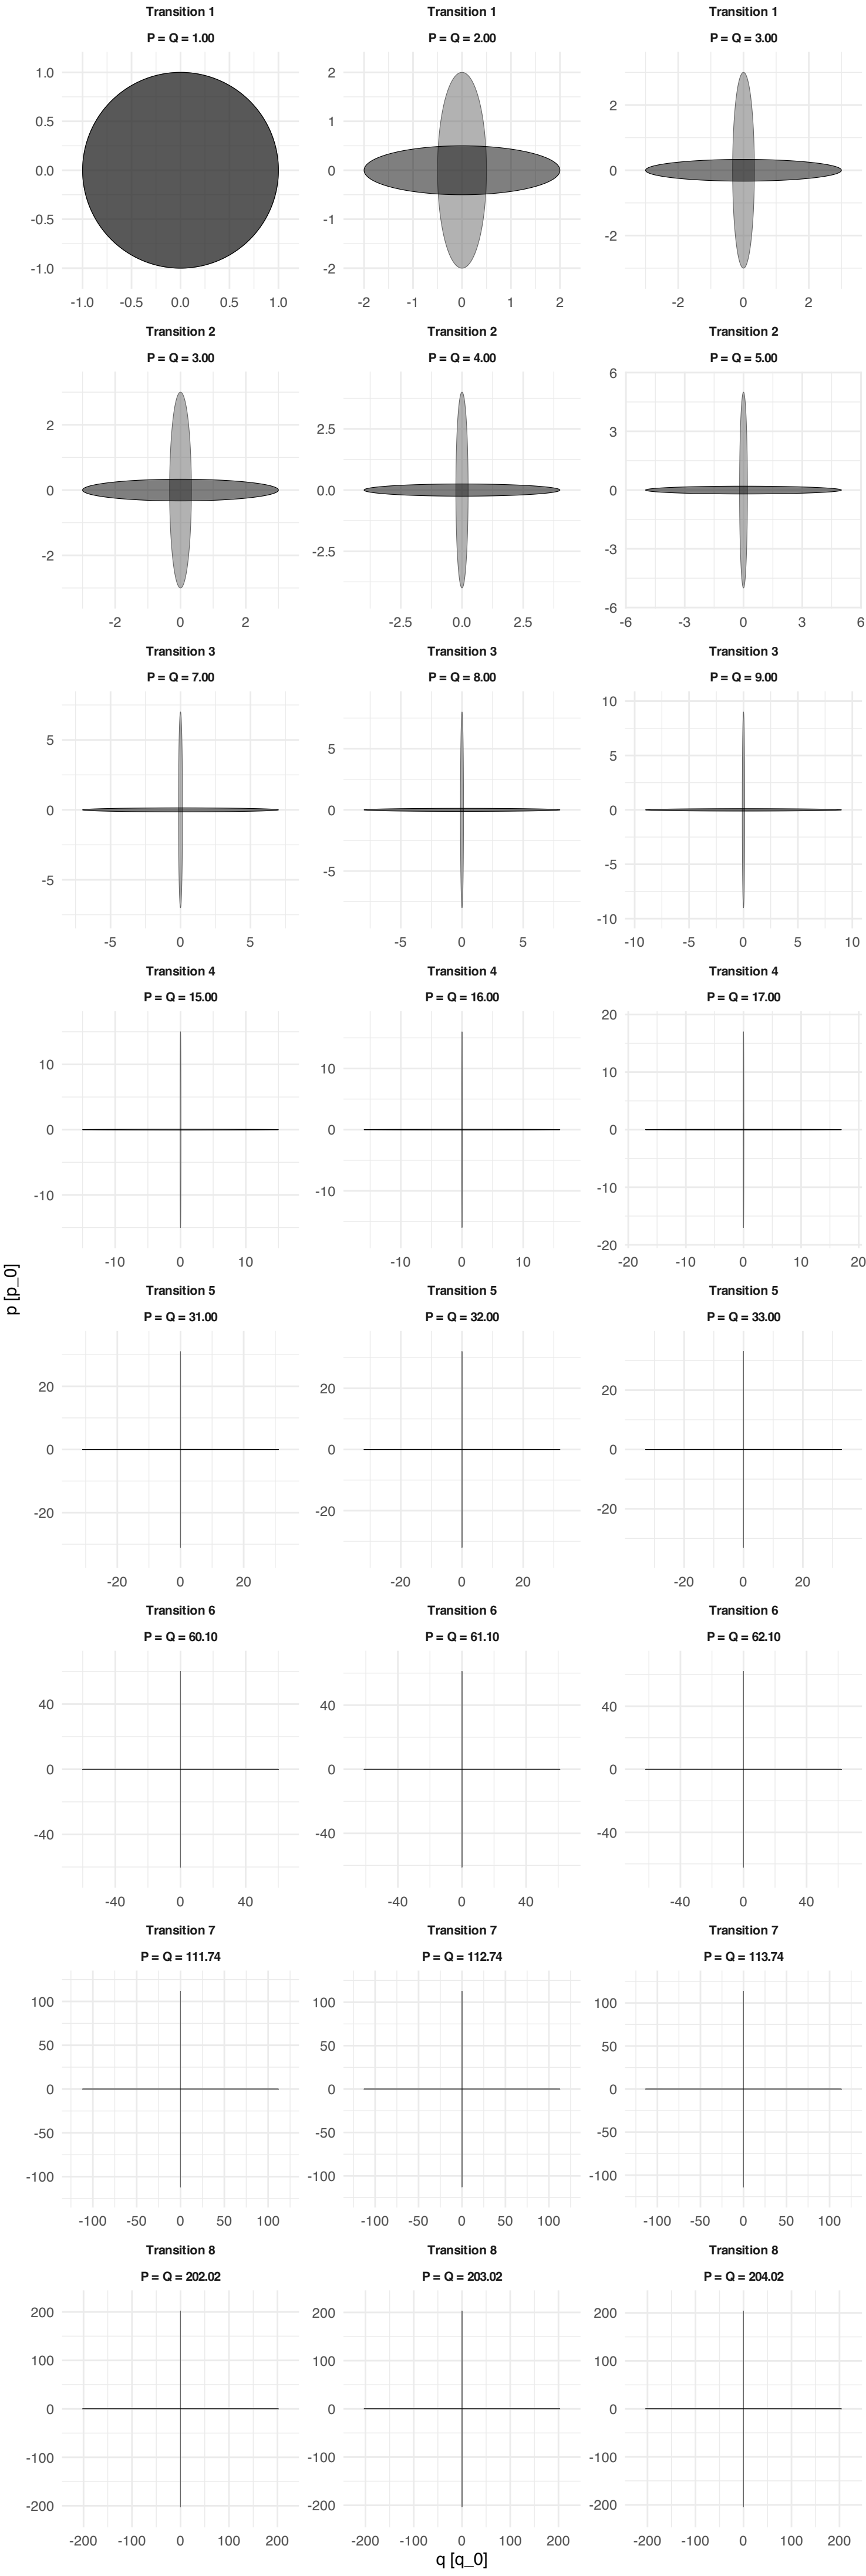 Transition 1 Transition 1 Transition 1
P = Q = 1.00 P = Q = 2.00 P = Q = 3.00
1.0 2
0.5 1 2
0.0 0 0
-0.5 -1 -2
-1.0 -2
-1.0 -0.5 0.0 0.5 1.0 -2 -1 0 1 2 -2 0 2
Transition 2 Transition 2 Transition 2
P = Q = 3.00 P = Q = 4.00 P = Q = 5.00
6
2 2.5 3
0 0.0 0
-2 -2.5 -3
-6
-2 0 2 -2.5 0.0 2.5 -6 -3 0 3 6
Transition 3 Transition 3 Transition 3
P = Q = 7.00 P = Q = 8.00 P = Q = 9.00
10
5 5 5
0 0 0
-5 -5 -5
-10
-5 0 5 -5 0 5 -10 -5 0 5 10
Transition 4 Transition 4 Transition 4
P = Q = 15.00 P = Q = 16.00 P = Q = 17.00
20
10 10 10
0 0 0
-10 -10 -10
-20
-10 0 10 -10 0 10 -20 -10 0 10 20
p [p_0]
Transition 5 Transition 5 Transition 5
P = Q = 31.00 P = Q = 32.00 P = Q = 33.00
20 20 20
0 0 0
-20 -20 -20
-20 0 20 -20 0 20 -20 0 20
Transition 6 Transition 6 Transition 6
P = Q = 60.10 P = Q = 61.10 P = Q = 62.10
40 40 40
0 0 0
-40 -40 -40
-40 0 40 -40 0 40 -40 0 40
Transition 7 Transition 7 Transition 7
P = Q = 111.74 P = Q = 112.74 P = Q = 113.74
100 100 100
50 50 50
0 0 0
-50 -50 -50
-100 -100 -100
-100 -50 0 50 100 -100 -50 0 50 100 -100 -50 0 50 100
Transition 8 Transition 8 Transition 8
P = Q = 202.02 P = Q = 203.02 P = Q = 204.02
200 200 200
100 100 100
0 0 0
-100 -100 -100
-200 -200 -200
-200 -100 0 100 200 -200 -100 0 100 200 -200 -100 0 100 200
q [q_0]